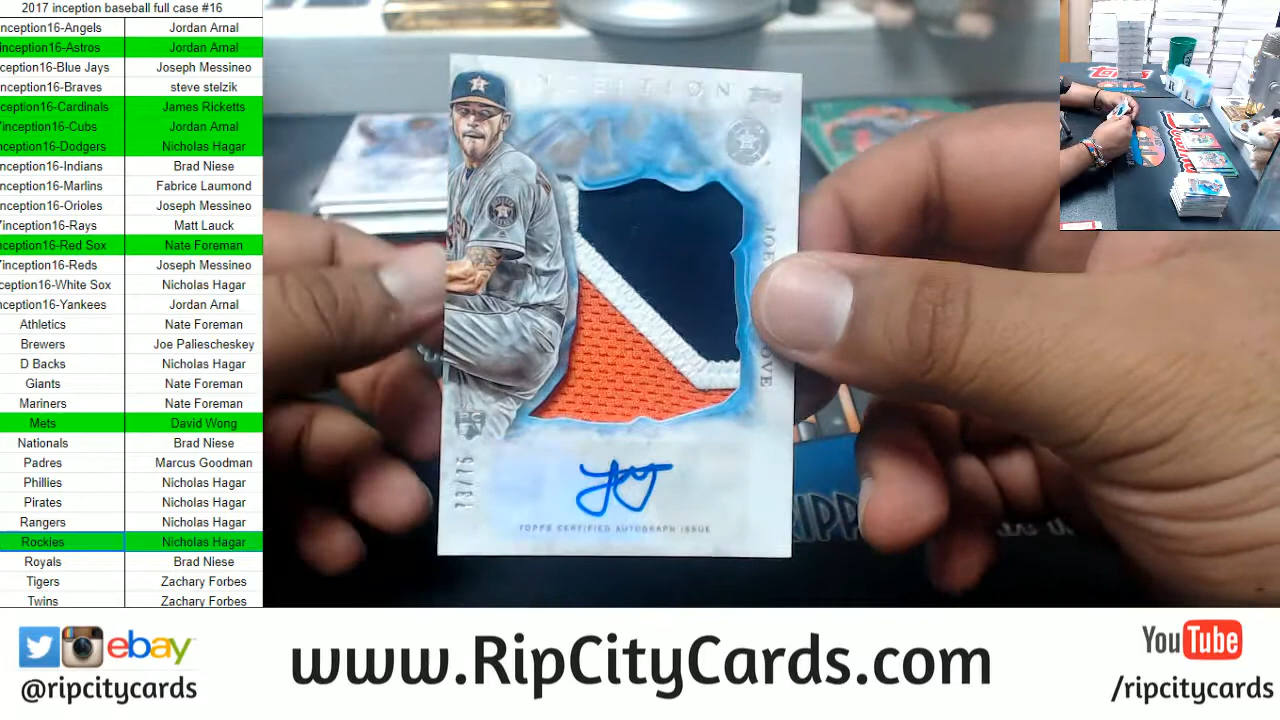 2017 inception baseball full case #16
nception16-Angels Jordan Arnal
inception16-Astros Jordan Arnal
ception16-Blue Jays Joseph Messineo
nception16-Braves steve stelzik
ception16-Cardinals James Ricketts
'inception16-Cubs Jordan Arnal
nception16-Dodgers Nicholas Hagar
nception16-Indians Brad Niese
nception16-Marlins Fabrice Laumond
nception16-Orioles Joseph Messineo
'inception16-Rays Matt Lauck
nception16-Red Sox Nate Foreman
'inception16-Reds Joseph Messineo
ception16-White Sox Nicholas Hagar
nception16-Yankees Jordan Arnal
Athletics Nate Foreman
Brewers Joe Paliescheskey
D Backs Nicholas Hagar
Giants Nate Foreman
Mariners Nate Foreman
Mets David Wong
Nationals Brad Niese
Padres Marcus Goodman
Phillies Nicholas Hagar
Pirates Nicholas Hagar
Rangers Nicholas Hagar
Rockies Nicholas Hagar
Royals Brad Niese
Tigers Zachary Forbes
Twins Zachary Forbes
RC
TOPPS CERTIFIED AUTOGRAPH ISSUE
RIPP
ebay
@ripcitycards
www.RipCityCards.com
YouTube
/ripcitycards